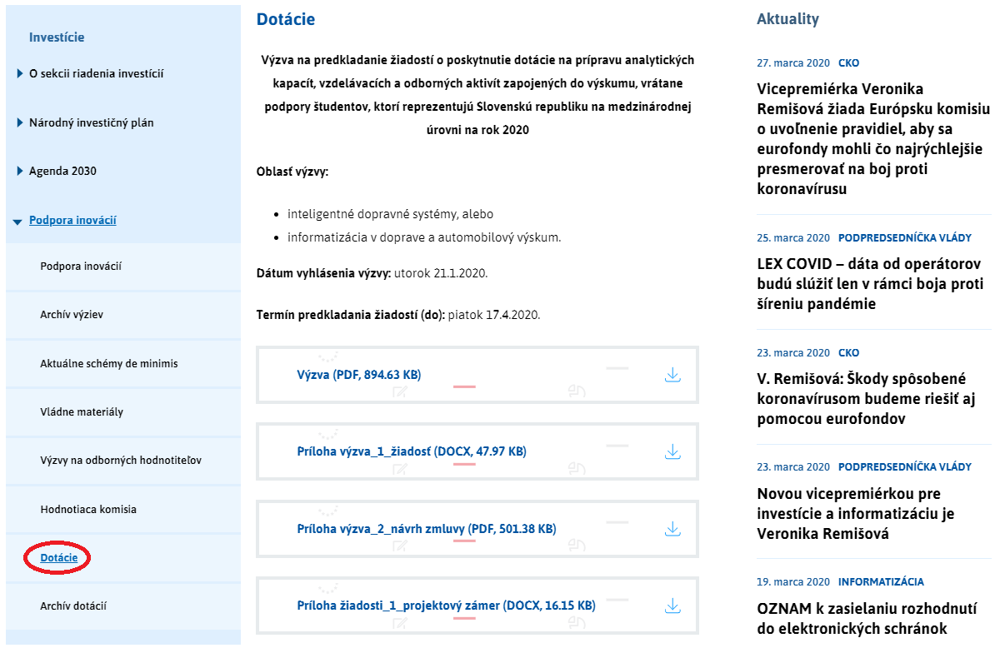 Investície
O sekcii riadenia investícií
Národný investičný plán
Agenda 2030
Podpora inovácií
Podpora inovácií
Archív výziev
Aktuálne schémy de minimis
Vládne materiály
Výzvy na odborných hodnotiteľov
Hodnotiaca komisia
Dotácie
Archív dotácií
Dotácie
Výzva na predkladanie žiadostí o poskytnutie dotácie na prípravu analytických
kapacít, vzdelávacích a odborných aktivít zapojených do výskumu, vrátane
podpory študentov, ktorí reprezentujú Slovenskú republiku na medzinárodnej
úrovni na rok 2020
Oblasť výzvy:
inteligentné dopravné systémy, alebo
informatizácia v doprave a automobilový výskum.
Dátum vyhlásenia výzvy: utorok 21.1.2020.
Termín predkladania žiadostí (do): piatok 17.4.2020.
Výzva (PDF, 894.63 KB)
Príloha výzva_1_žiadosť (DOCX, 47.97 KB)
Príloha výzva_2_návrh zmluvy (PDF, 501.38 KB)
Príloha žiadosti_1_projektový zámer (DOCX, 16.15 KB)
Aktuality
27. marca 2020 CKO
Vicepremiérka Veronika
Remišová žiada Európsku komisiu
o uvoľnenie pravidiel, aby sa
eurofondy mohli čo najrýchlejšie
presmerovať na boj proti
koronavírusu
25. marca 2020 PODPREDSEDNÍČKA VLÁDY
LEX COVID – dáta od operátorov
budú slúžiť len v rámci boja proti
šíreniu pandémie
23. marca 2020 CKO
V. Remišová: Škody spôsobené
koronavírusom budeme riešiť aj
pomocou eurofondov
23. marca 2020 PODPREDSEDNÍČKA VLÁDY
Novou vicepremiérkou pre
investície a informatizáciu je
Veronika Remišová
19. marca 2020 INFORMATIZÁCIA
OZNAM k zasielaniu rozhodnutí
do elektronických schránok